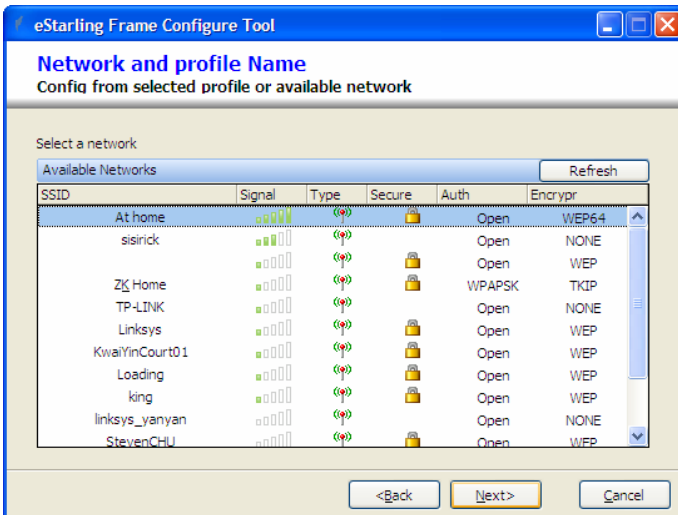 eStarling Frame Configure Tool
Network and profile Name
Config from selected profile or available network
Select a network
Available Networks Refresh
SSID Signal Type Secure Auth Encrypr
At home Open WEP64
sisirick Open NONE
Open WEP
ZK Home WPAPSK TKIP
TP-LINK Open NONE
Linksys Open WEP
KwaiYinCourt01 Open WEP
Loading Open WEP
king Open WEP
linksys_yanyan Open NONE
StevenCHU Open WEP
<Back Next> Cancel